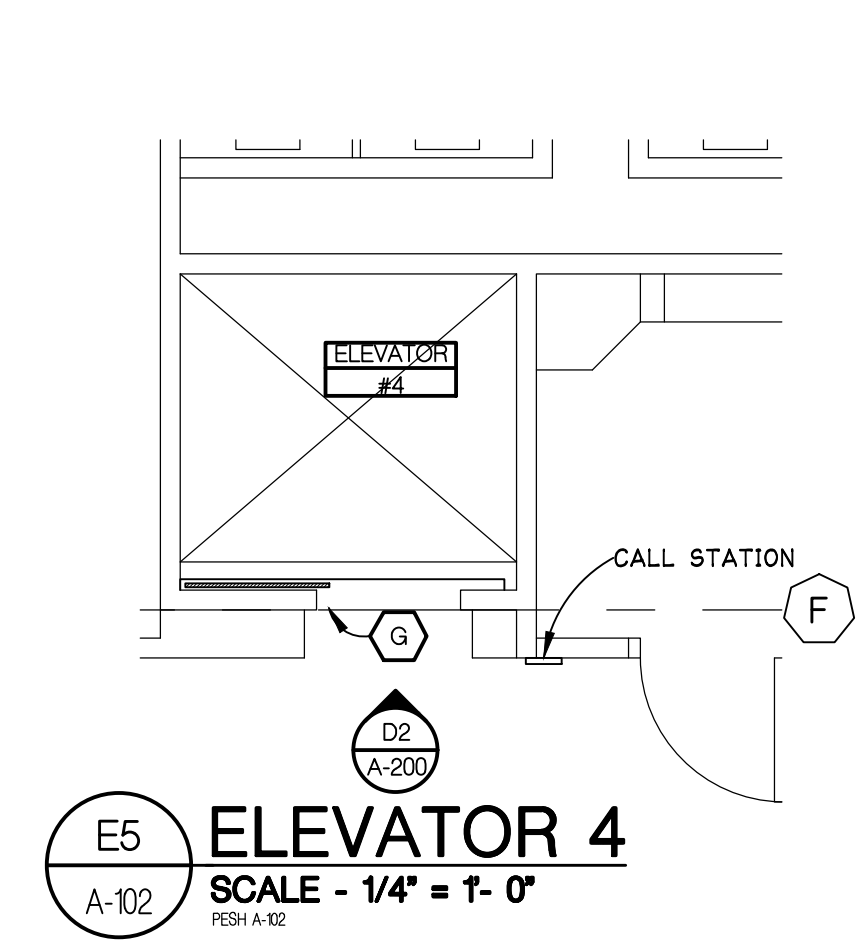 ELEVATOR
#4
CALL STATION
F
G
D2
A-200
E5
A-102
ELEVATOR 4
SCALE - 1/4" = 1'- 0"
PESH A-102